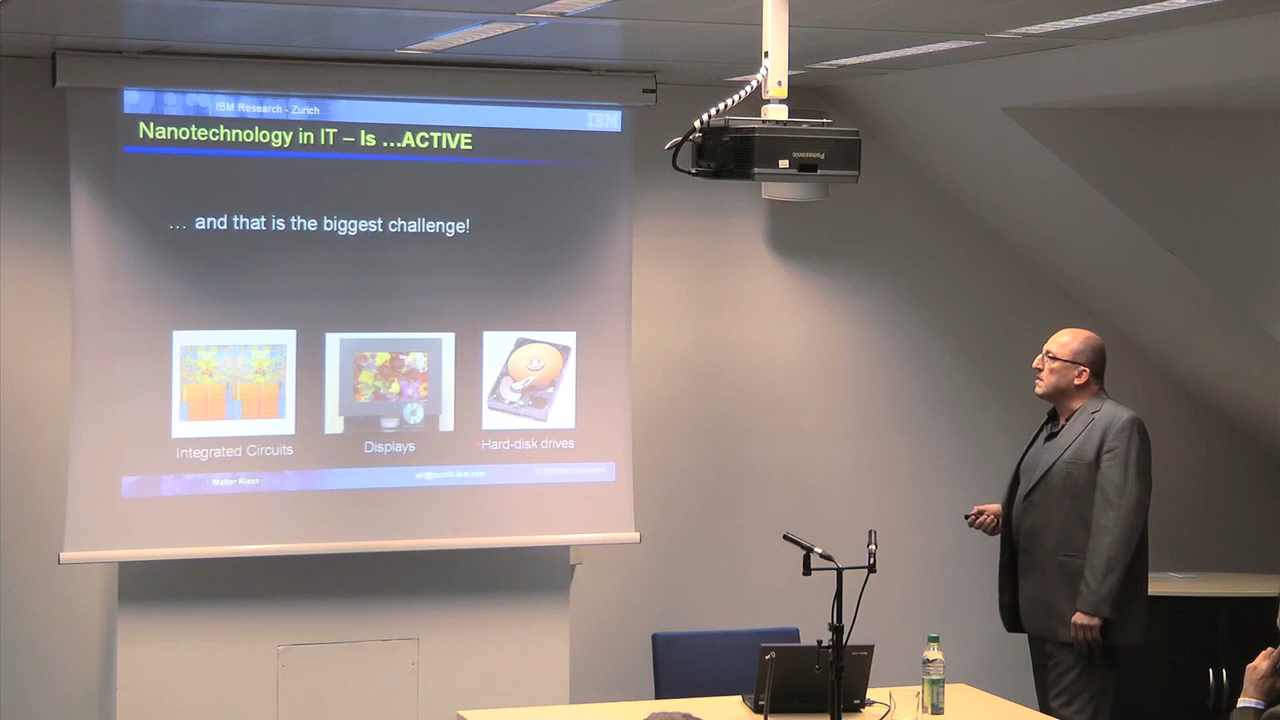 IBM Research - Zurich
IBM
Nanotechnology in IT – Is ...ACTIVE
... and that is the biggest challenge!
Integrated Circuits
Displays
Hard-disk drives
Walter Riess
Panasonic